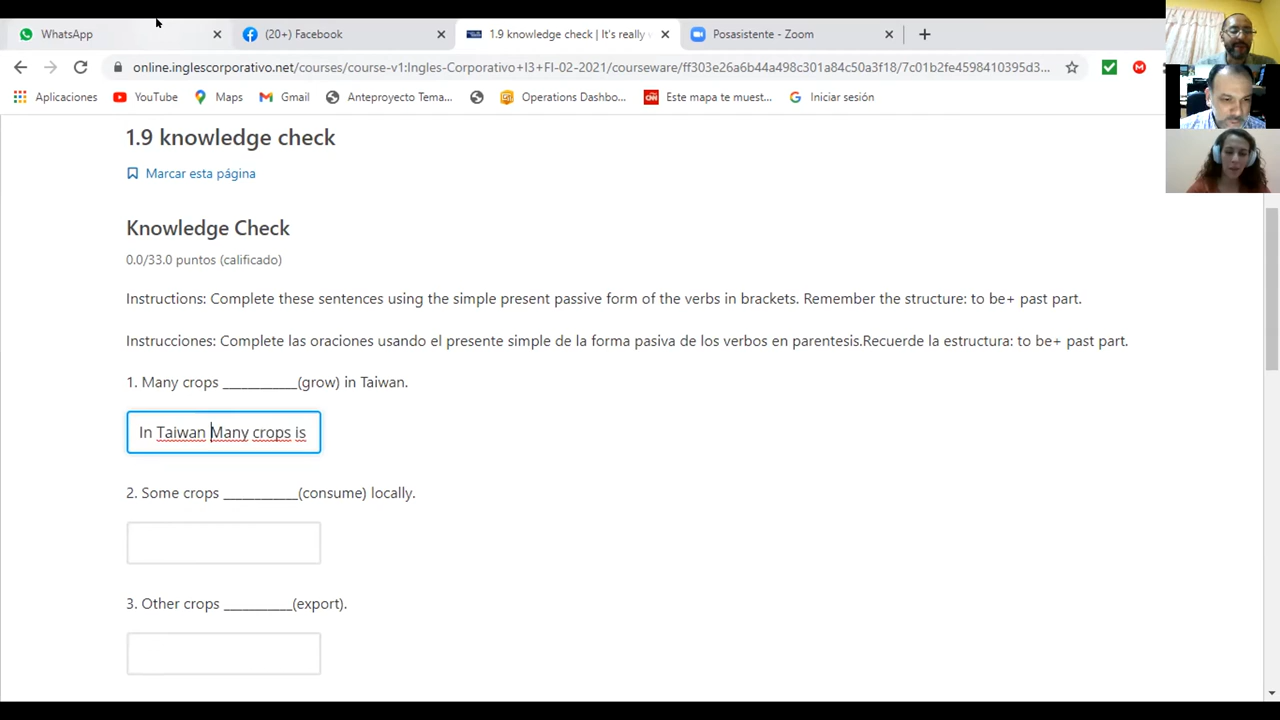 WhatsApp
(20+) Facebook
1.9 knowledge check | It's really
Posasistente - Zoom
online.inglescorporativo.net/courses/course-v1:Ingles-Corporativo+I3+FI-02-2021/courseware/ff303e26a6b44a498c301a84c50a3f18/7c01b2fe4598410395d3...
Aplicaciones
YouTube
Maps
Gmail
Anteproyecto Tema...
Operations Dashbo...
Este mapa te muest...
Iniciar sesión
1.9 knowledge check
Marcar esta página
Knowledge Check
0.0/33.0 puntos (calificado)
Instructions: Complete these sentences using the simple present passive form of the verbs in brackets. Remember the structure: to be+ past part.
Instrucciones: Complete las oraciones usando el presente simple de la forma pasiva de los verbos en parentesis.Recuerde la estructura: to be+ past part.
1. Many crops ___________(grow) in Taiwan.
In Taiwan Many crops is
2. Some crops ___________(consume) locally.
3. Other crops __________(export).